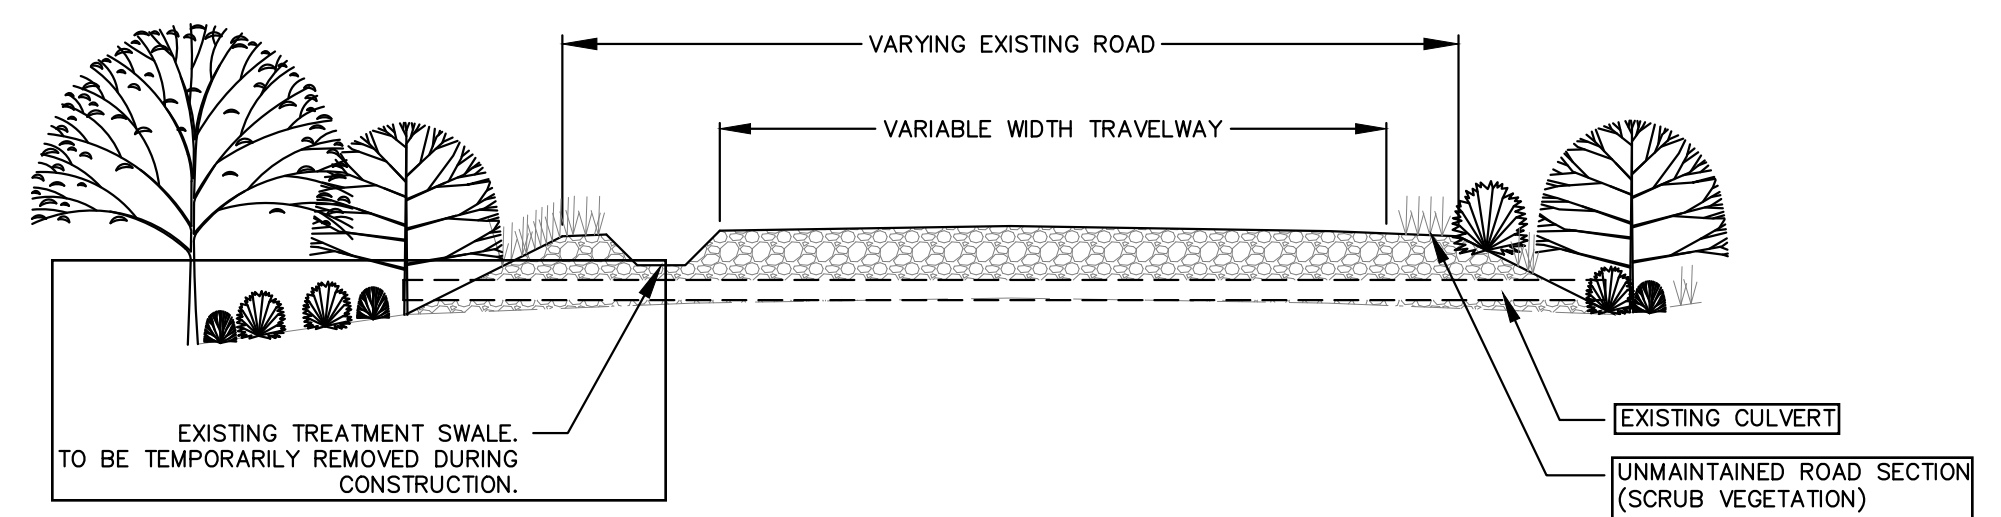 VARYING EXISTING ROAD
VARIABLE WIDTH TRAVELWAY
EXISTING TREATMENT SWALE.
TO BE TEMPORARILY REMOVED DURING
CONSTRUCTION.
EXISTING CULVERT
UNMAINTAINED ROAD SECTION
(SCRUB VEGETATION)